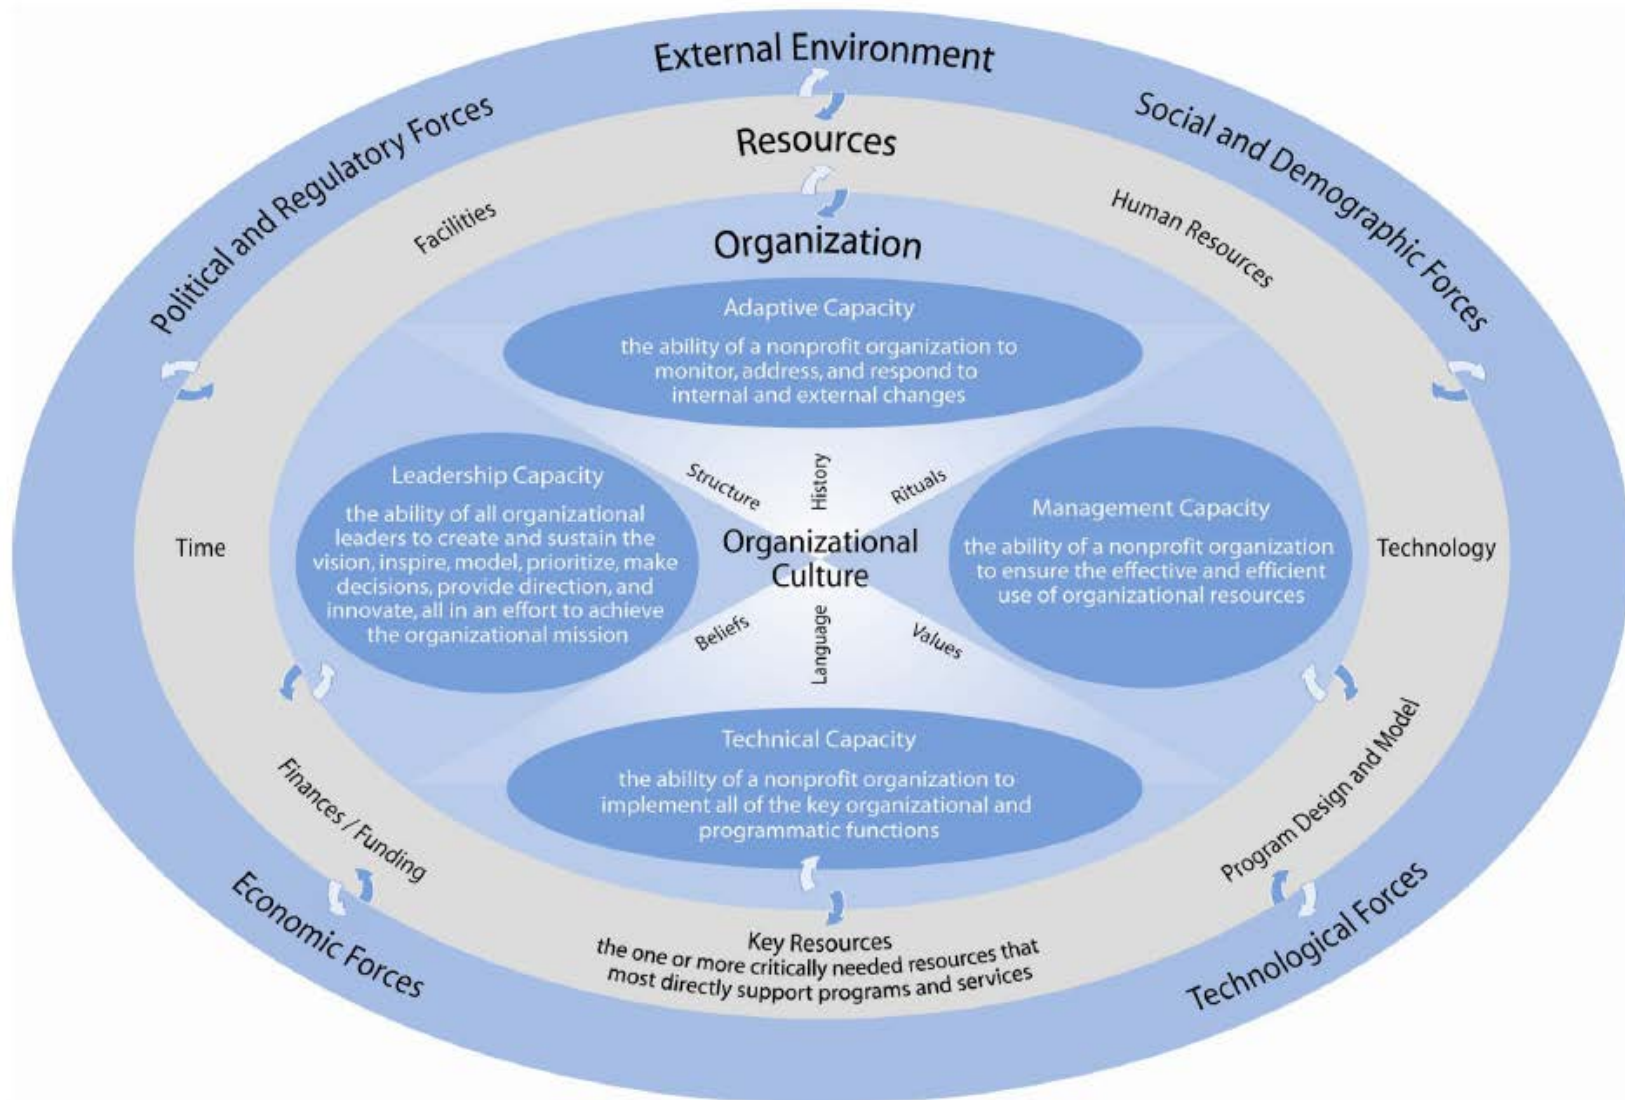 External Environment
Political and Regulatory Forces
Social and Demographic Forces
Resources
Facilities
Human Resources
Organization
Adaptive Capacity
the ability of a nonprofit organization to
monitor, address, and respond to
internal and external changes
Leadership Capacity
the ability of all organizational
leaders to create and sustain the
vision, inspire, model, prioritize, make
decisions, provide direction, and
innovate, all in an effort to achieve
the organizational mission
Structure
History
Rituals
Organizational
Culture
Beliefs
Language
Values
Management Capacity
the ability of a nonprofit organization
to ensure the effective and efficient
use of organizational resources
Time
Technology
Technical Capacity
the ability of a nonprofit organization to
implement all of the key organizational and
programmatic functions
Finances / Funding
Program Design and Model
Key Resources
the one or more critically needed resources that
most directly support programs and services
Economic Forces
Technological Forces